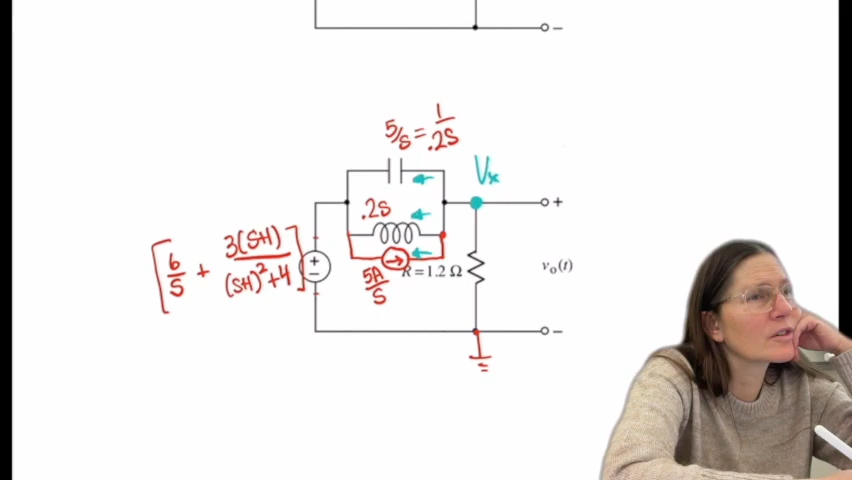 −
5/s = 1/.2s
Vx
.2s
+
[6/s + 3(s+1)/((s+1)²+4)]
+
−
5A/s
R = 1.2 Ω
vo(t)
−